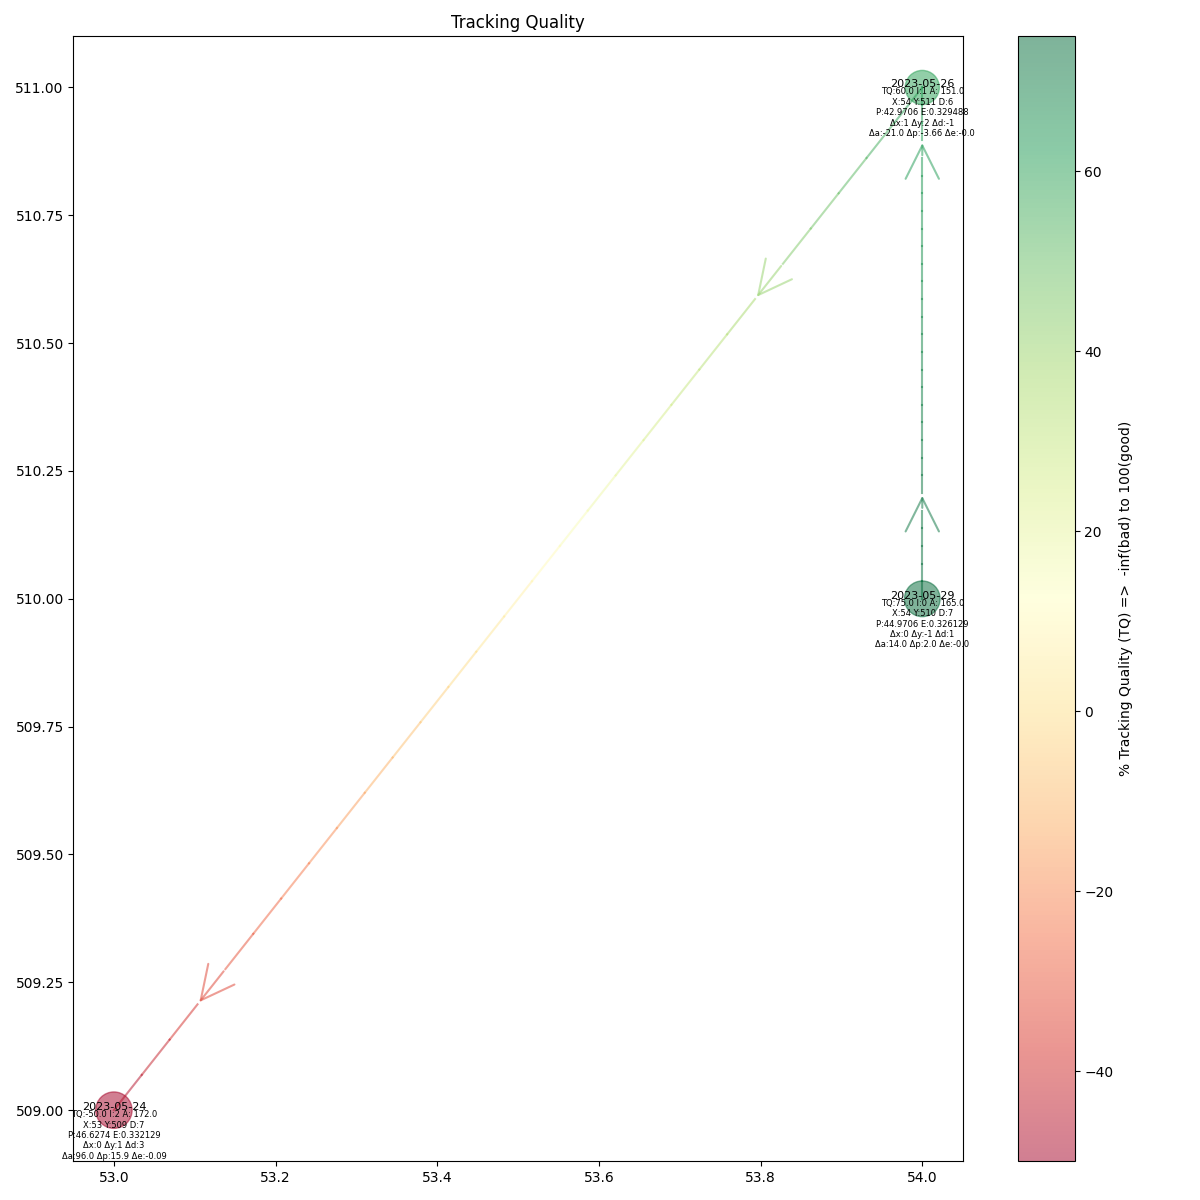 Tracking Quality
511.00
510.75
510.50
510.25
510.00
509.75
509.50
509.25
509.00
53.0
53.2
53.4
53.6
53.8
54.0
2023-05-26
TQ:60.0 I:1 A: 151.0
X:54 Y:511 D:6
P:42.9706 E:0.329488
Δx:1 Δy:2 Δd:-1
Δa:-21.0 Δp:-3.66 Δe:-0.0
2023-05-29
TQ:75.0 I:0 A: 165.0
X:54 Y:510 D:7
P:44.9706 E:0.326129
Δx:0 Δy:-1 Δd:1
Δa:14.0 Δp:2.0 Δe:-0.0
2023-05-24
TQ:-50.0 I:2 A: 172.0
X:53 Y:509 D:7
P:46.6274 E:0.332129
Δx:0 Δy:1 Δd:3
Δa:96.0 Δp:15.9 Δe:-0.09
60
40
20
0
−20
−40
% Tracking Quality (TQ) => -inf(bad) to 100(good)